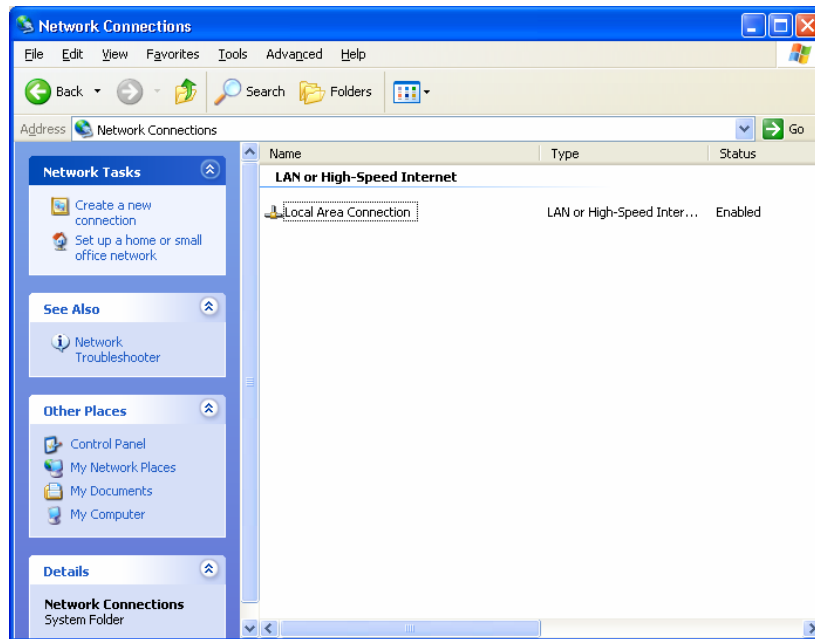 Network Connections
File Edit View Favorites Tools Advanced Help
Back Search Folders
Address Network Connections Go
Network Tasks
Create a new
connection
Set up a home or small
office network
See Also
Network
Troubleshooter
Other Places
Control Panel
My Network Places
My Documents
My Computer
Details
Network Connections
System Folder
Name Type Status
LAN or High-Speed Internet
Local Area Connection LAN or High-Speed Inter... Enabled